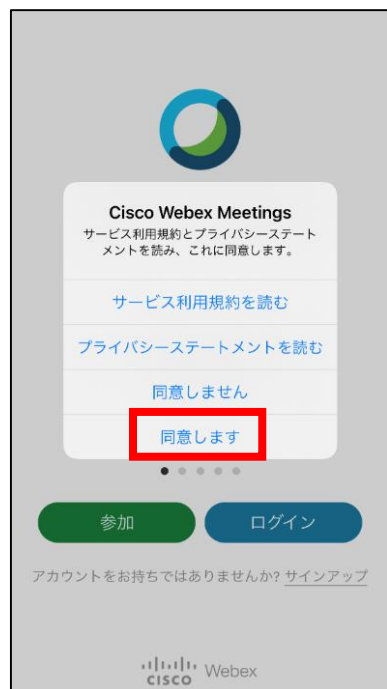 Cisco Webex Meetings
サービス利用規約とプライバシーステート
メントを読み、これに同意します。
サービス利用規約を読む
プライバシーステートメントを読む
同意しません
同意します
参加
ログイン
アカウントをお持ちではありませんか? サインアップ
CISCO Webex